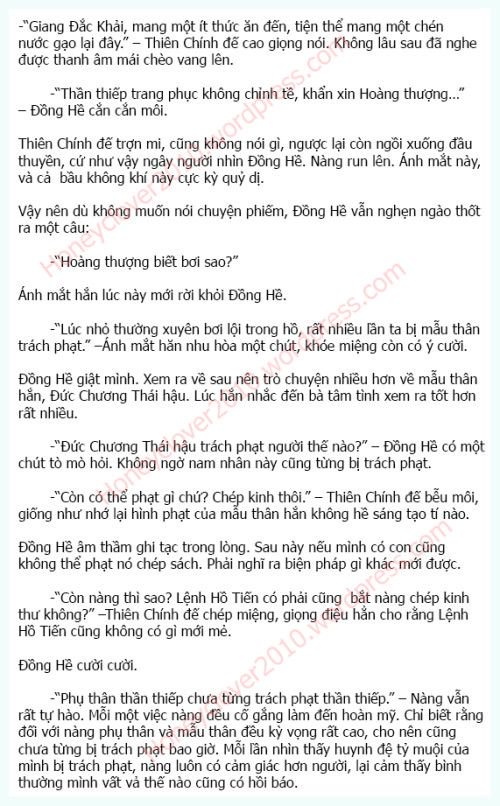 -“Giang Đắc Khải, mang một ít thức ăn đến, tiện thể mang một chén
nước gạo lại đây.” – Thiên Chính đế cao giọng nói. Không lâu sau đã nghe
được thanh âm mái chèo vang lên.
-“Thần thiếp trang phục không chỉnh tề, khẩn xin Hoàng thượng...”
– Đồng Hề cắn cắn môi.
Thiên Chính đế trợn mi, cũng không nói gì, ngược lại còn ngồi xuống đầu
thuyền, cứ như vậy ngây người nhìn Đồng Hề. Nàng run lên. Ánh mắt này,
và cả bầu không khí này cực kỳ quỷ dị.
Vậy nên dù không muốn nói chuyện phiếm, Đồng Hề vẫn nghẹn ngào thốt
ra một câu:
-“Hoàng thượng biết bơi sao?”
Ánh mắt hắn lúc này mới rời khỏi Đồng Hề.
-“Lúc nhỏ thường xuyên bơi lội trong hồ, rất nhiều lần ta bị mẫu thân
trách phạt.” –Ánh mắt hăn nhu hòa một chút, khóe miệng còn có ý cười.
Đồng Hề giật mình. Xem ra về sau nên trò chuyện nhiều hơn về mẫu thân
hắn, Đức Chương Thái hậu. Lúc hắn nhắc đến bà tâm tình xem ra tốt hơn
rất nhiều.
-“Đức Chương Thái hậu trách phạt người thế nào?” – Đồng Hề có một
chút tò mò hỏi. Không ngờ nam nhân này cũng từng bị trách phạt.
-“Còn có thể phạt gì chứ? Chép kinh thôi.” – Thiên Chính đế bễu môi,
giống như nhớ lại hình phạt của mẫu thân hắn không hề sáng tạo tí nào.
Đồng Hề âm thầm ghi tạc trong lòng. Sau này nếu mình có con cũng
không thể phạt nó chép sách. Phải nghĩ ra biện pháp gì khác mới được.
-“Còn nàng thì sao? Lệnh Hồ Tiến có phải cũng bắt nàng chép kinh
thư không?” –Thiên Chính đế chép miệng, giọng điệu hắn cho rằng Lệnh
Hồ Tiến cũng không có gì mới mẻ.
Đồng Hề cười cười.
-“Phụ thân thần thiếp chưa từng trách phạt thần thiếp.” – Nàng vẫn
rất tự hào. Mỗi một việc nàng đều cố gắng làm đến hoàn mỹ. Chỉ biết rằng
đối với nàng phụ thân và mẫu thân đều kỳ vọng rất cao, cho nên cũng
chưa từng bị trách phạt bao giờ. Mỗi lần nhìn thấy huynh đệ tỷ muội của
mình bị trách phạt, nàng luôn có cảm giác hơn người, lại cảm thấy bình
thường mình vất vả thế nào cũng có hồi báo.
Honeyclover2010.wordpress.com
Honeyclover2010.wordpress.com
Honeyclover2010.wordpress.com